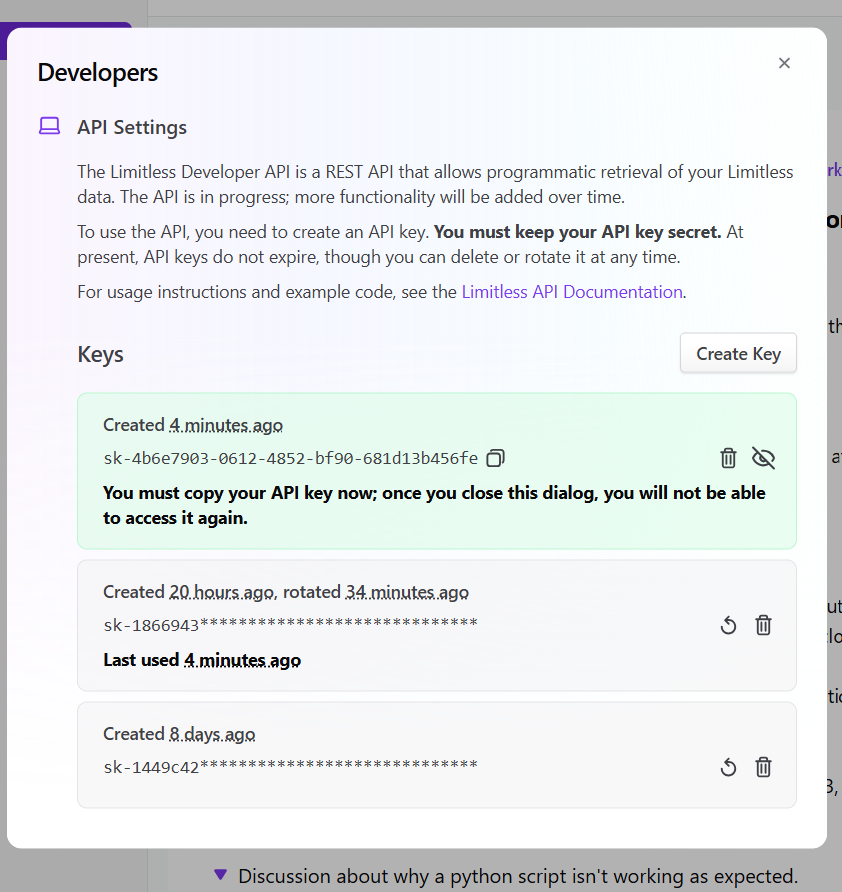 Developers
API Settings
The Limitless Developer API is a REST API that allows programmatic retrieval of your Limitless
data. The API is in progress; more functionality will be added over time.
To use the API, you need to create an API key. You must keep your API key secret. At
present, API keys do not expire, though you can delete or rotate it at any time.
For usage instructions and example code, see the Limitless API Documentation.
Keys
Create Key
Created 4 minutes ago
sk-4b6e7903-0612-4852-bf90-681d13b456fe
You must copy your API key now; once you close this dialog, you will not be able
to access it again.
Created 20 hours ago, rotated 34 minutes ago
sk-1866943*****************************
Last used 4 minutes ago
Created 8 days ago
sk-1449c42*****************************
Discussion about why a python script isn't working as expected.